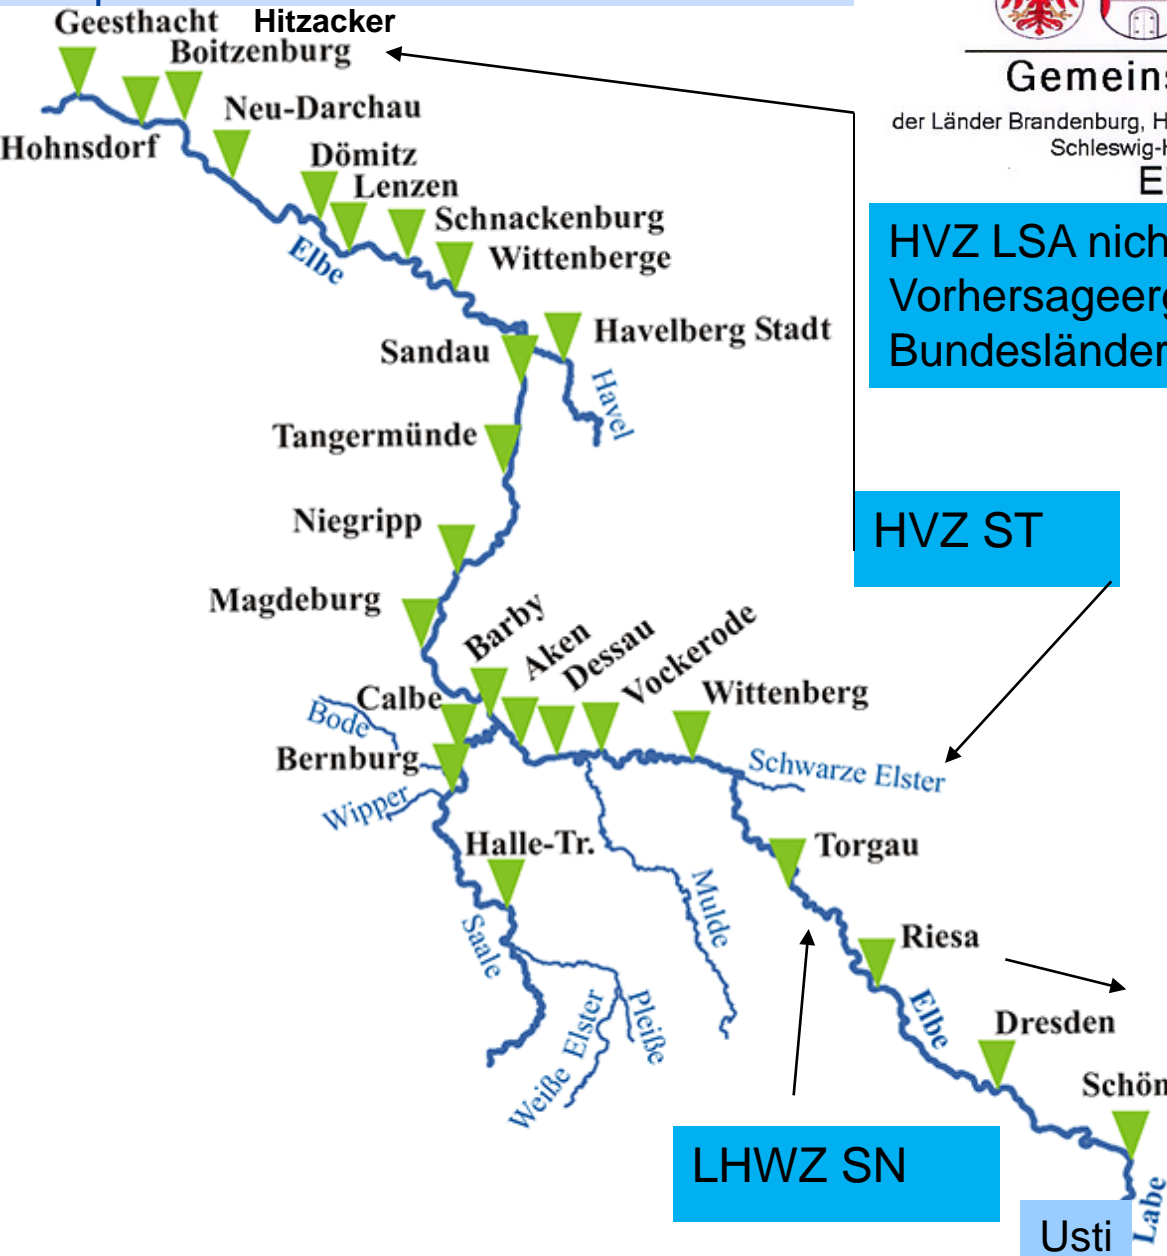 Geesthacht
Hitzacker
Boitzenburg
Neu-Darchau
Hohnsdorf
Dömitz
Lenzen
Schnackenburg
Elbe
Wittenberge
Havelberg Stadt
Sandau
Havel
Tangermünde
Niegripp
Magdeburg
Barby
Aken
Dessau
Vockerode
Calbe
Wittenberg
Bode
Bernburg
Schwarze Elster
Wipper
Halle-Tr.
Torgau
Mulde
Saale
Riesa
Elbe
Weiße Elster
Pleiße
Dresden
Schön
Labe
Gemeins
der Länder Brandenburg, H
Schleswig-H
El
HVZ LSA nich
Vorhersageerg
Bundesländer
HVZ ST
LHWZ SN
Usti